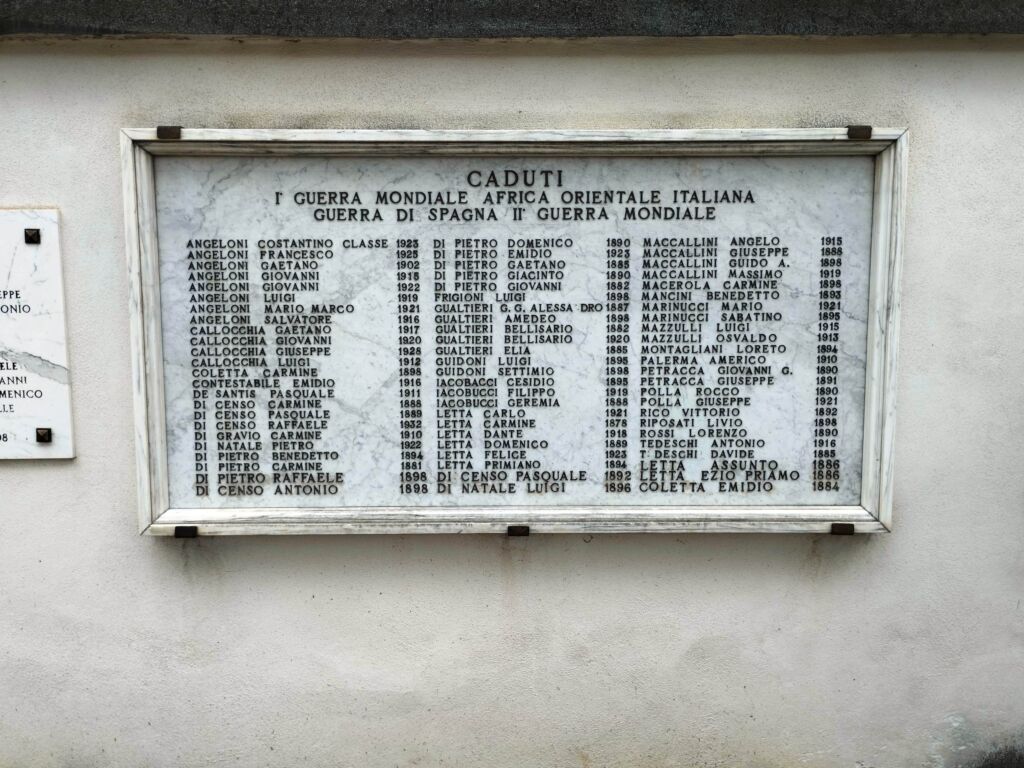 EPPE
ONIO
ELE
ANNI
MENICO
LLE
98
CADUTI
Iª GUERRA MONDIALE AFRICA ORIENTALE ITALIANA
GUERRA DI SPAGNA IIª GUERRA MONDIALE
ANGELONI COSTANTINO CLASSE 1923
ANGELONI FRANCESCO 1925
ANGELONI GAETANO 1902
ANGELONI GIOVANNI 1915
ANGELONI GIOVANNI 1922
ANGELONI LUIGI 1919
ANGELONI MARIO MARCO 1921
ANGELONI SALVATORE 1916
CALLOCCHIA GAETANO 1917
CALLOCCHIA GIOVANNI 1920
CALLOCCHIA GIUSEPPE 1928
CALLOCCHIA LUIGI 1912
COLETTA CARMINE 1898
CONTESTABILE EMIDIO 1916
DE SANTIS PASQUALE 1911
DI CENSO CARMINE 1888
DI CENSO PASQUALE 1889
DI CENSO RAFFAELE 1932
DI GRAVIO CARMINE 1910
DI NATALE PIETRO 1922
DI PIETRO BENEDETTO 1894
DI PIETRO CARMINE 1881
DI PIETRO RAFFAELE 1898
DI CENSO ANTONIO 1898
DI PIETRO DOMENICO 1890
DI PIETRO EMIDIO 1923
DI PIETRO GAETANO 1885
DI PIETRO GIACINTO 1890
DI PIETRO GIOVANNI 1882
FRIGIONI LUIGI 1898
GUALTIERI G.G. ALESSA DRO 1887
GUALTIERI AMEDEO 1898
GUALTIERI BELLISARIO 1882
GUALTIERI BELLISARIO 1920
GUALTIERI ELIA 1885
GUIDONI LUIGI 1895
GUIDONI SETTIMIO 1898
IACOBACCI CESIDIO 1895
IACOBUCCI FILIPPO 1919
IACOBUCCI GEREMIA 1888
LETTA CARLO 1921
LETTA CARMINE 1878
LETTA DANTE 1918
LETTA DOMENICO 1889
LETTA FELICE 1923
LETTA PRIMIANO 1894
DI CENSO PASQUALE 1892
DI NATALE LUIGI 1896
MACCALLINI ANGELO 1915
MACCALLINI GIUSEPPE 1888
MACCALLINI GUIDO A. 1898
MACCALLINI MASSIMO 1919
MACEROLA CARMINE 1898
MANCINI BENEDETTO 1893
MARINUCCI MARIO 1921
MARINUCCI SABATINO 1895
MAZZULLI LUIGI 1915
MAZZULLI OSVALDO 1913
MONTAGLIANI LORETO 1894
PALERMA AMERICO 1910
PETRACCA GIOVANNI G. 1890
PETRACCA GIUSEPPE 1891
POLLA ROCCO 1890
POLLA GIUSEPPE 1921
RICO VITTORIO 1892
RIPOSATI LIVIO 1898
ROSSI LORENZO 1890
TEDESCHI ANTONIO 1916
T DESCHI DAVIDE 1885
LETTA ASSUNTO 1886
LETTA EZIO PRIAMO 1886
COLETTA EMIDIO 1884